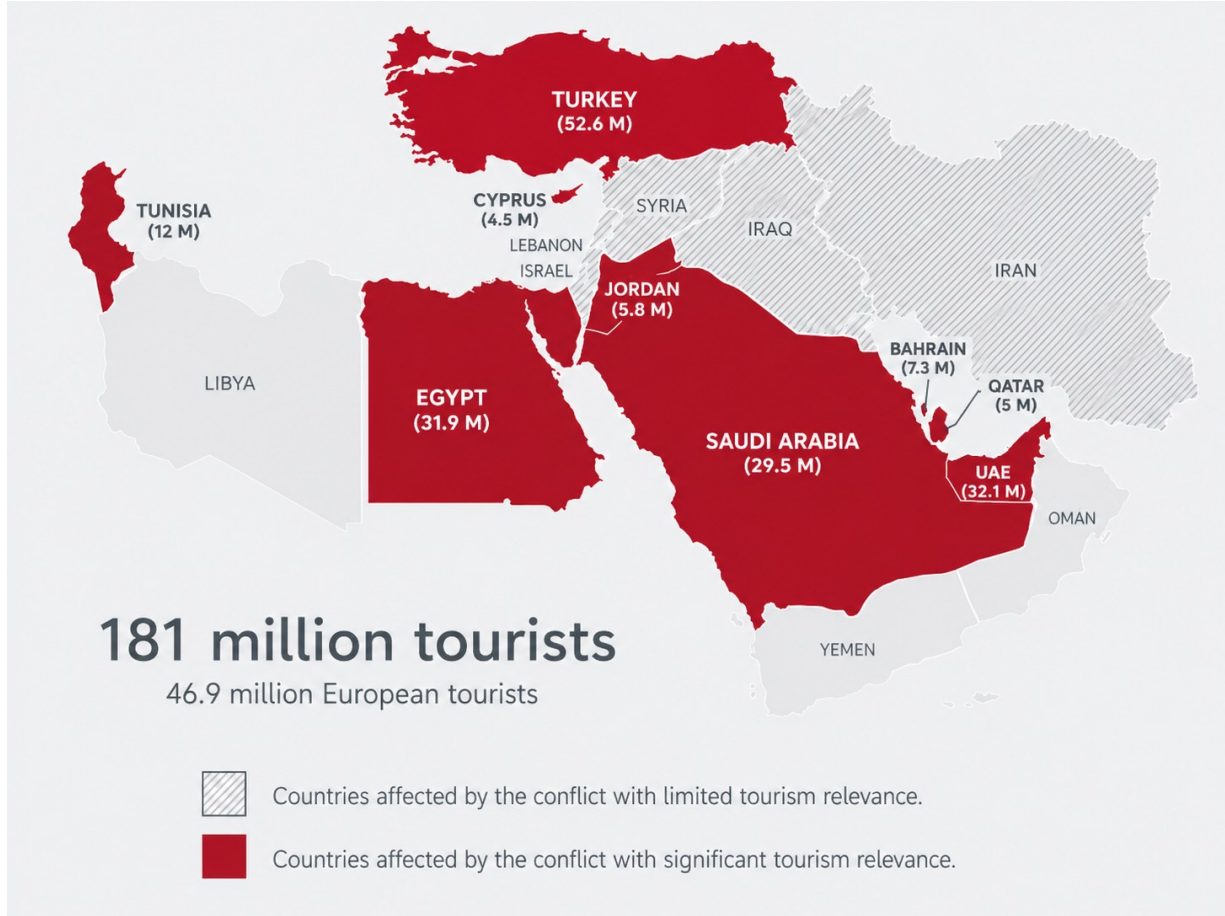 TURKEY
(52.6 M)
TUNISIA
(12 M)
CYPRUS
(4.5 M)
SYRIA
LEBANON
IRAQ
ISRAEL
IRAN
JORDAN
(5.8 M)
BAHRAIN
(7.3 M)
LIBYA
QATAR
(5 M)
EGYPT
(31.9 M)
SAUDI ARABIA
(29.5 M)
UAE
(32.1 M)
OMAN
YEMEN
181 million tourists
46.9 million European tourists
Countries affected by the conflict with limited tourism relevance.
Countries affected by the conflict with significant tourism relevance.